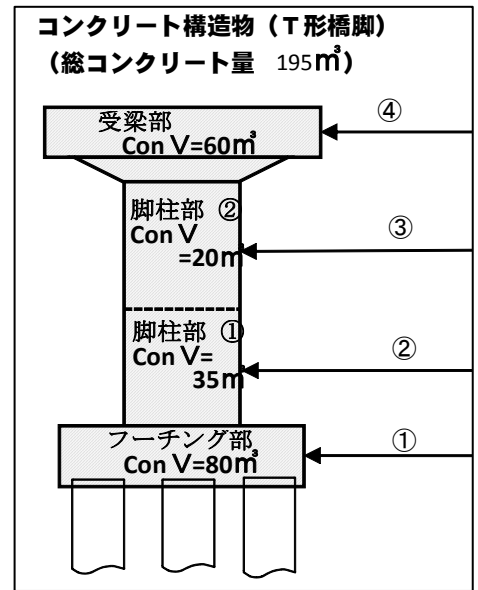 コンクリート構造物（T形橋脚）
（総コンクリート量 195㎥）
④
受梁部
Con V=60㎥
脚柱部 ②
Con V
=20㎥
③
脚柱部 ①
Con V=
35㎥
②
フーチング部
Con V=80㎥
①